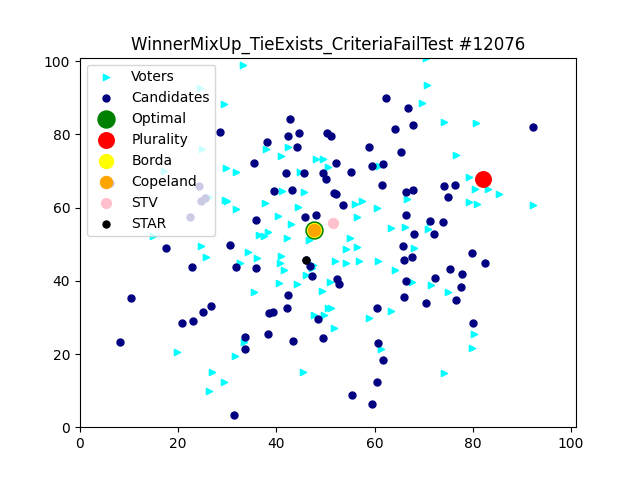 WinnerMixUp_TieExists_CriteriaFailTest #12076
100
80
60
40
20
0
Voters
Candidates
Optimal
Plurality
Borda
Copeland
STV
STAR
0 20 40 60 80 100